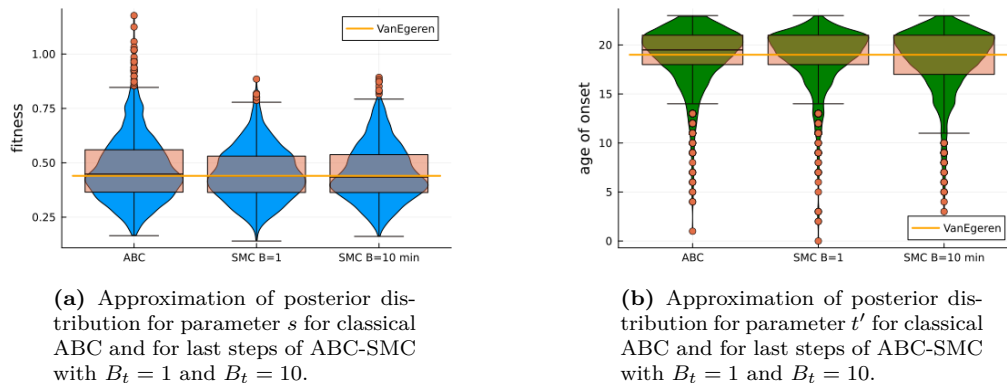 fitness
1.00
0.75
0.50
0.25
VanEgeren
ABC
SMC B=1
SMC B=10 min
(a) Approximation of posterior dis-
tribution for parameter s for classical
ABC and for last steps of ABC-SMC
with Bₜ = 1 and Bₜ = 10.
age of onset
20
15
10
5
0
VanEgeren
ABC
SMC B=1
SMC B=10 min
(b) Approximation of posterior dis-
tribution for parameter t′ for classical
ABC and for last steps of ABC-SMC
with Bₜ = 1 and Bₜ = 10.